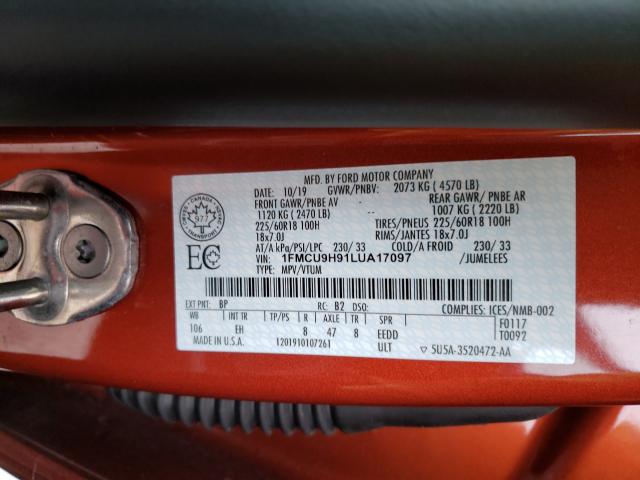 MFD. BY FORD MOTOR COMPANY
DATE: 10/19 GVWR/PNBV: 2073 KG ( 4570 LB)
FRONT GAWR/PNBE AV REAR GAWR/PNBE AR
1120 KG ( 2470 LB) -- 1007 KG ( 2220 LB)
225/60R18 100H TIRES/PNEUS 225/60R18 100H
18x7.0J RIMS/JANTES 18x7.0J
AT/A kPa/PSI/LPC 230/ 33 COLD/A FROID 230/ 33
VIN: 1FMCU9H91LUA17097 /JUMELEES
TYPE: MPV/VTUM
CANADA
977
TRANSPORT
EC
EXT PNT: BP RC: B2 DSO: COMPLIES: ICES/NMB-002
WB INT TR TP/PS R AXLE TR SPR F0117
106 EH 8 47 8 EEDD T0092
MADE IN U.S.A. 1201910107261 ULT ▽ 5U5A-3520472-AA